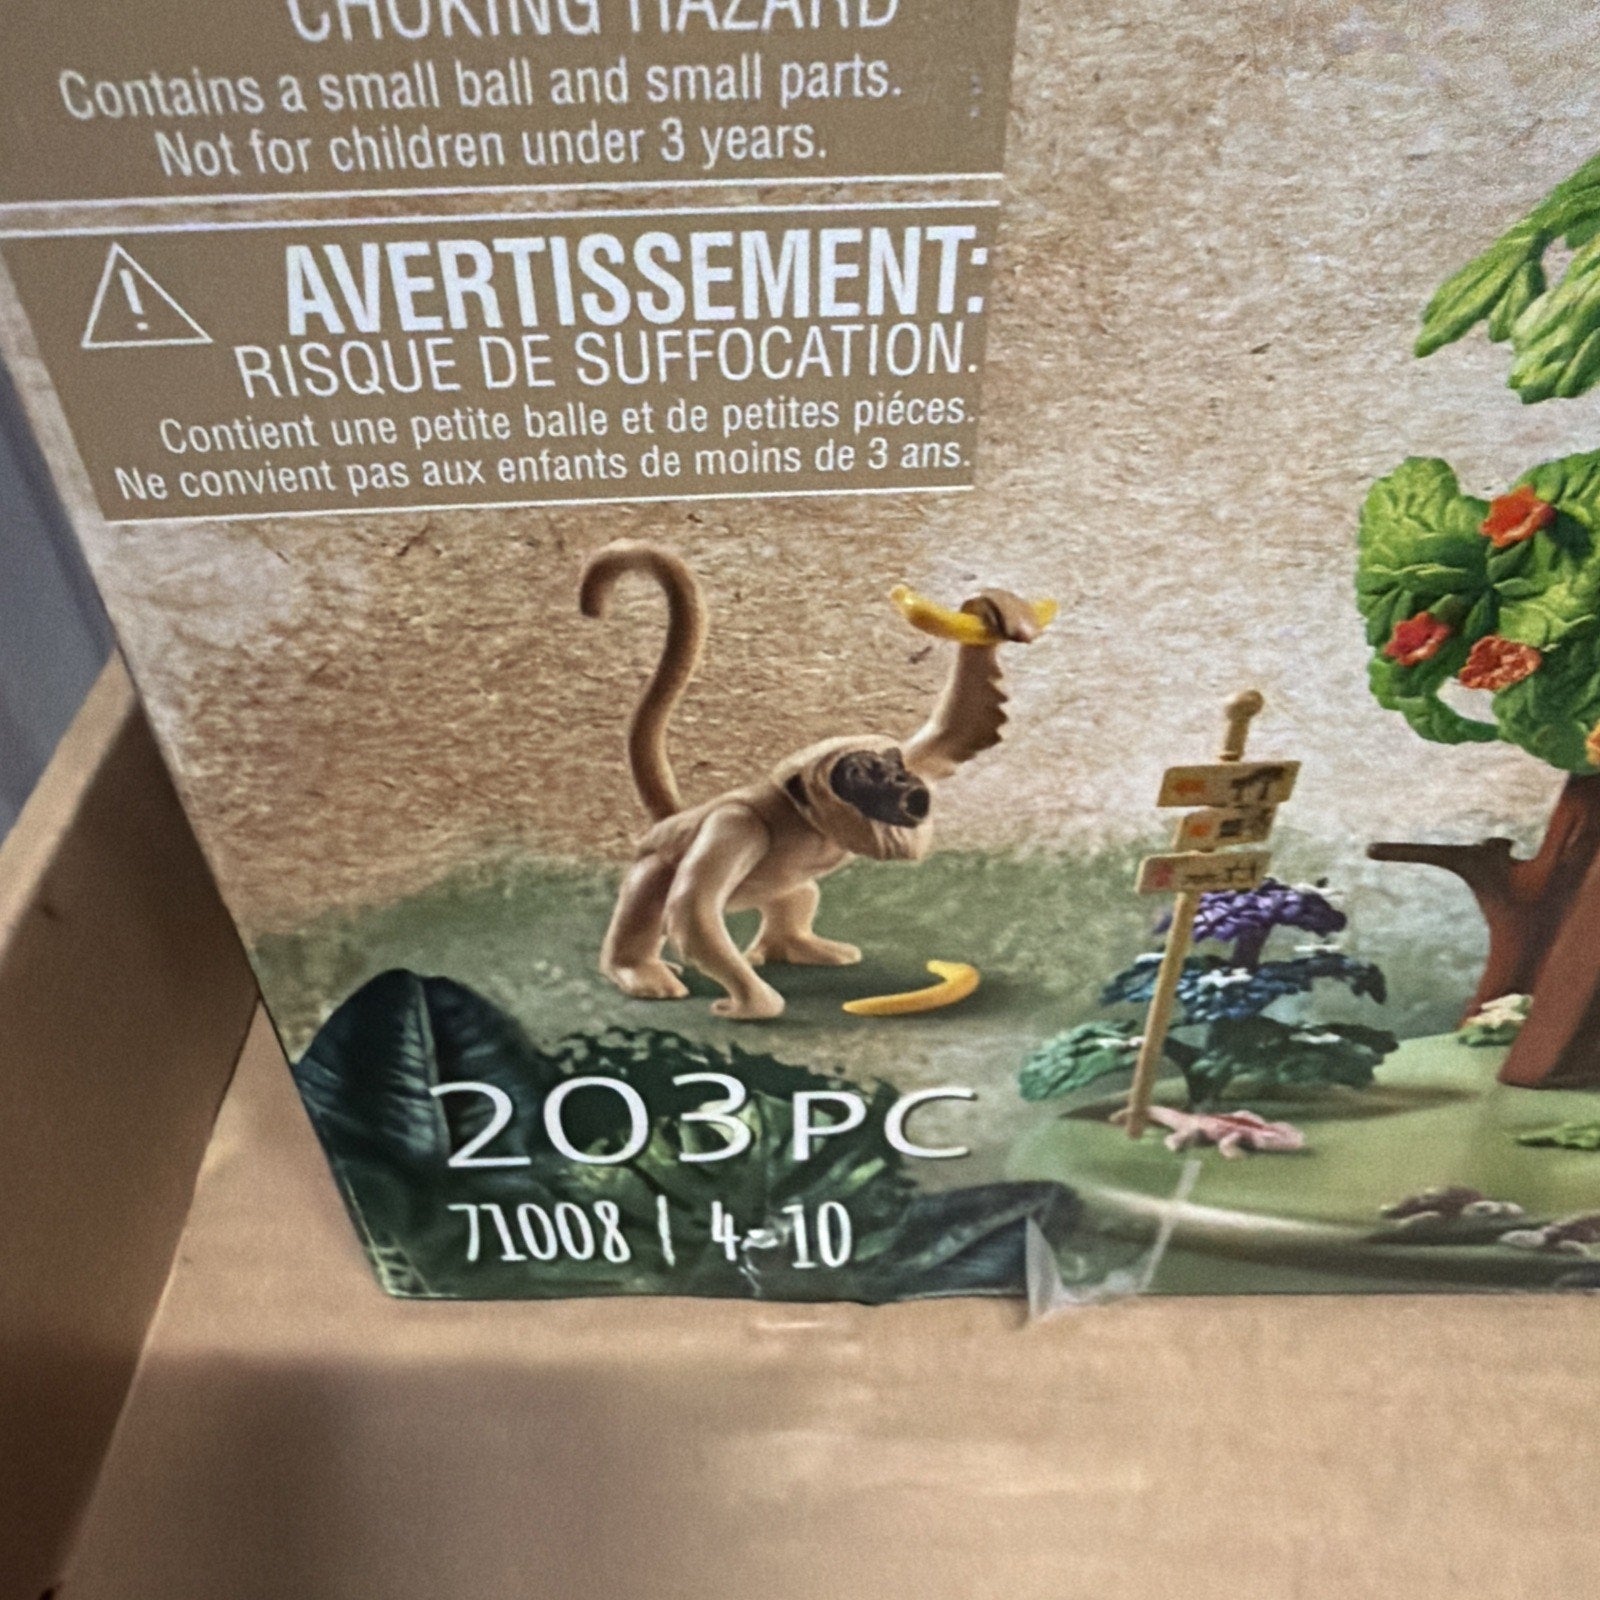 CHOKING HAZARD
Contains a small ball and small parts.
Not for children under 3 years.
AVERTISSEMENT:
RISQUE DE SUFFOCATION.
Contient une petite balle et de petites piéces.
Ne convient pas aux enfants de moins de 3 ans.
203 PC
71008 | 4-10